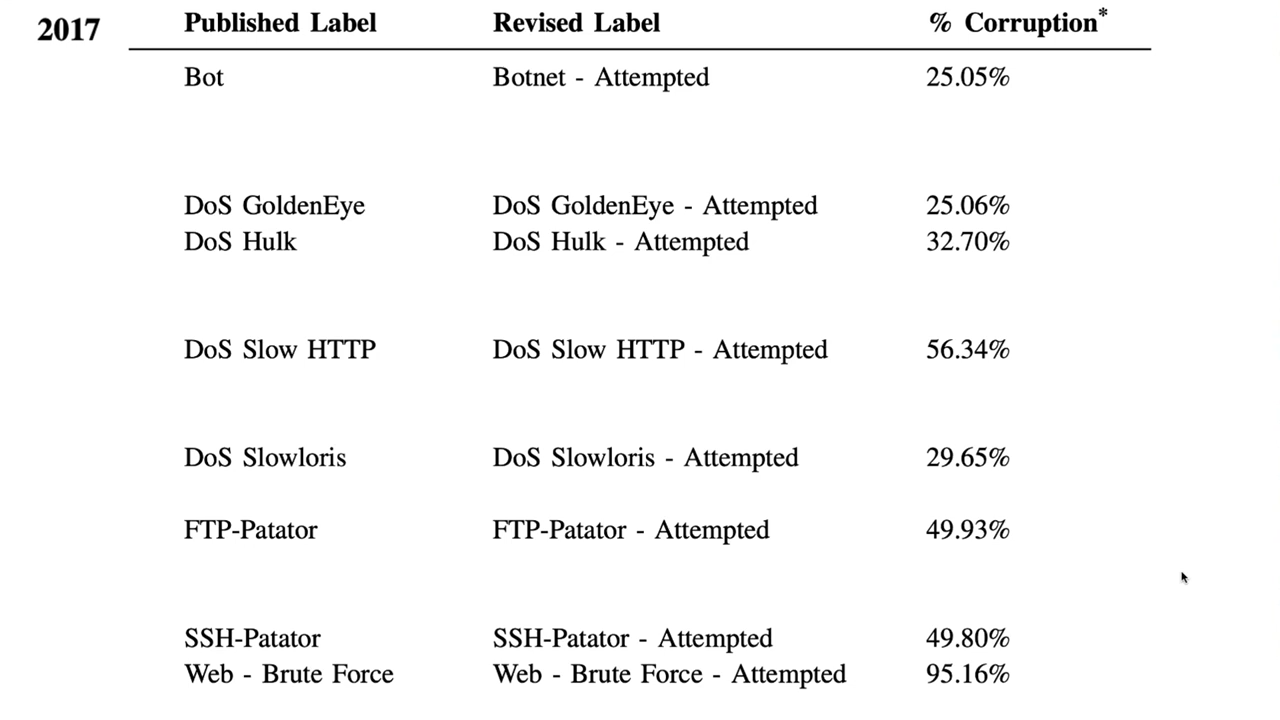 2017 Published Label Revised Label % Corruption*
Bot Botnet - Attempted 25.05%
DoS GoldenEye DoS GoldenEye - Attempted 25.06%
DoS Hulk DoS Hulk - Attempted 32.70%
DoS Slow HTTP DoS Slow HTTP - Attempted 56.34%
DoS Slowloris DoS Slowloris - Attempted 29.65%
FTP-Patator FTP-Patator - Attempted 49.93%
SSH-Patator SSH-Patator - Attempted 49.80%
Web - Brute Force Web - Brute Force - Attempted 95.16%